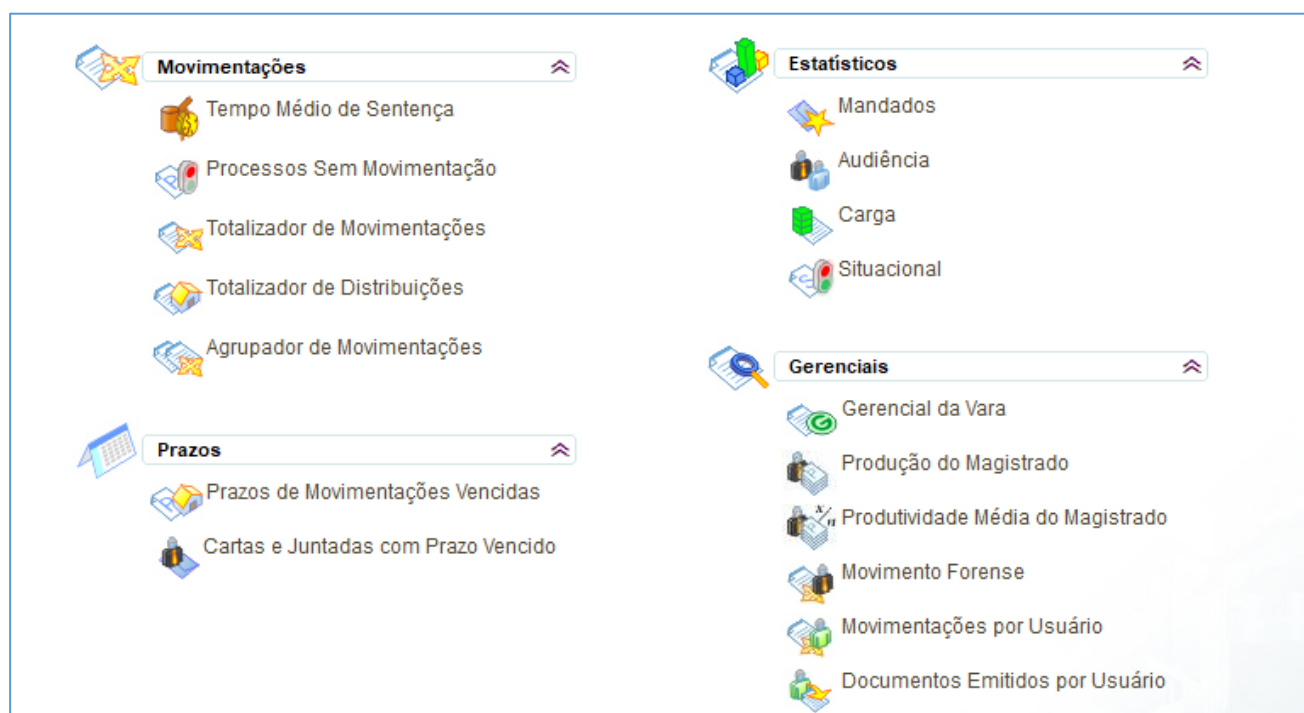 Movimentações
Tempo Médio de Sentença
Processos Sem Movimentação
Totalizador de Movimentações
Totalizador de Distribuições
Agrupador de Movimentações
Prazos
Prazos de Movimentações Vencidas
Cartas e Juntadas com Prazo Vencido
Estatísticos
Mandados
Audiência
Carga
Situacional
Gerenciais
Gerencial da Vara
Produção do Magistrado
Produtividade Média do Magistrado
Movimento Forense
Movimentações por Usuário
Documentos Emitidos por Usuário